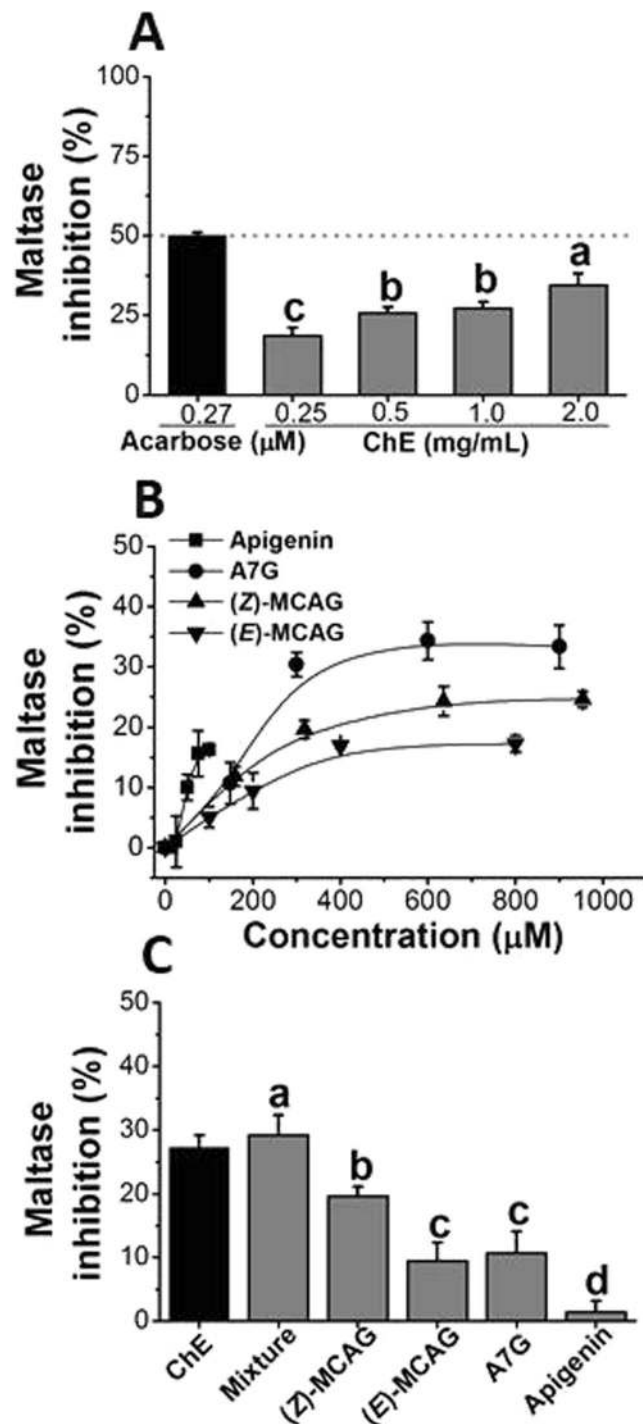 A
Maltase
inhibition (%)
100
75
50
25
0
a
b
b
c
0.27
0.25
0.5
1.0
2.0
Acarbose (μM)
ChE (mg/mL)
B
Maltase
inhibition (%)
50
40
30
20
10
0
Apigenin
A7G
(Z)-MCAG
(E)-MCAG
0
200
400
600
800
1000
Concentration (μM)
C
Maltase
inhibition (%)
50
40
30
20
10
0
a
b
c
c
d
ChE
Mixture
(Z)-MCAG
(E)-MCAG
A7G
Apigenin